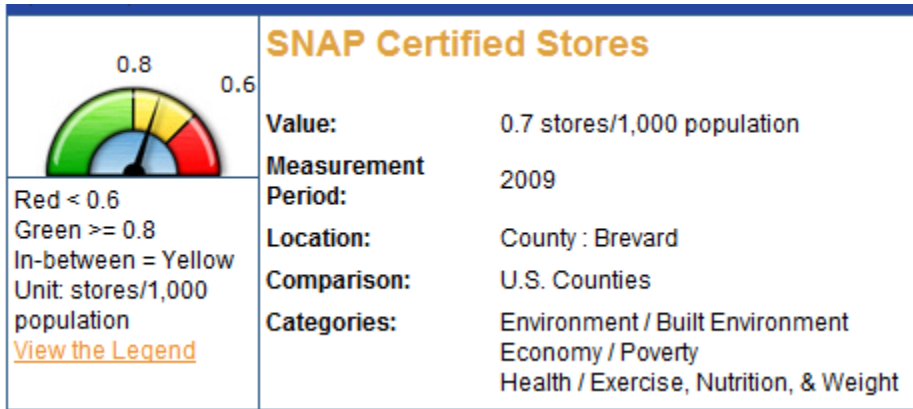 SNAP Certified Stores
0.8
0.6
Value: 0.7 stores/1,000 population
Measurement
Period: 2009
Location: County : Brevard
Comparison: U.S. Counties
Categories: Environment / Built Environment
Economy / Poverty
Health / Exercise, Nutrition, & Weight
Red < 0.6
Green >= 0.8
In-between = Yellow
Unit: stores/1,000
population
View the Legend